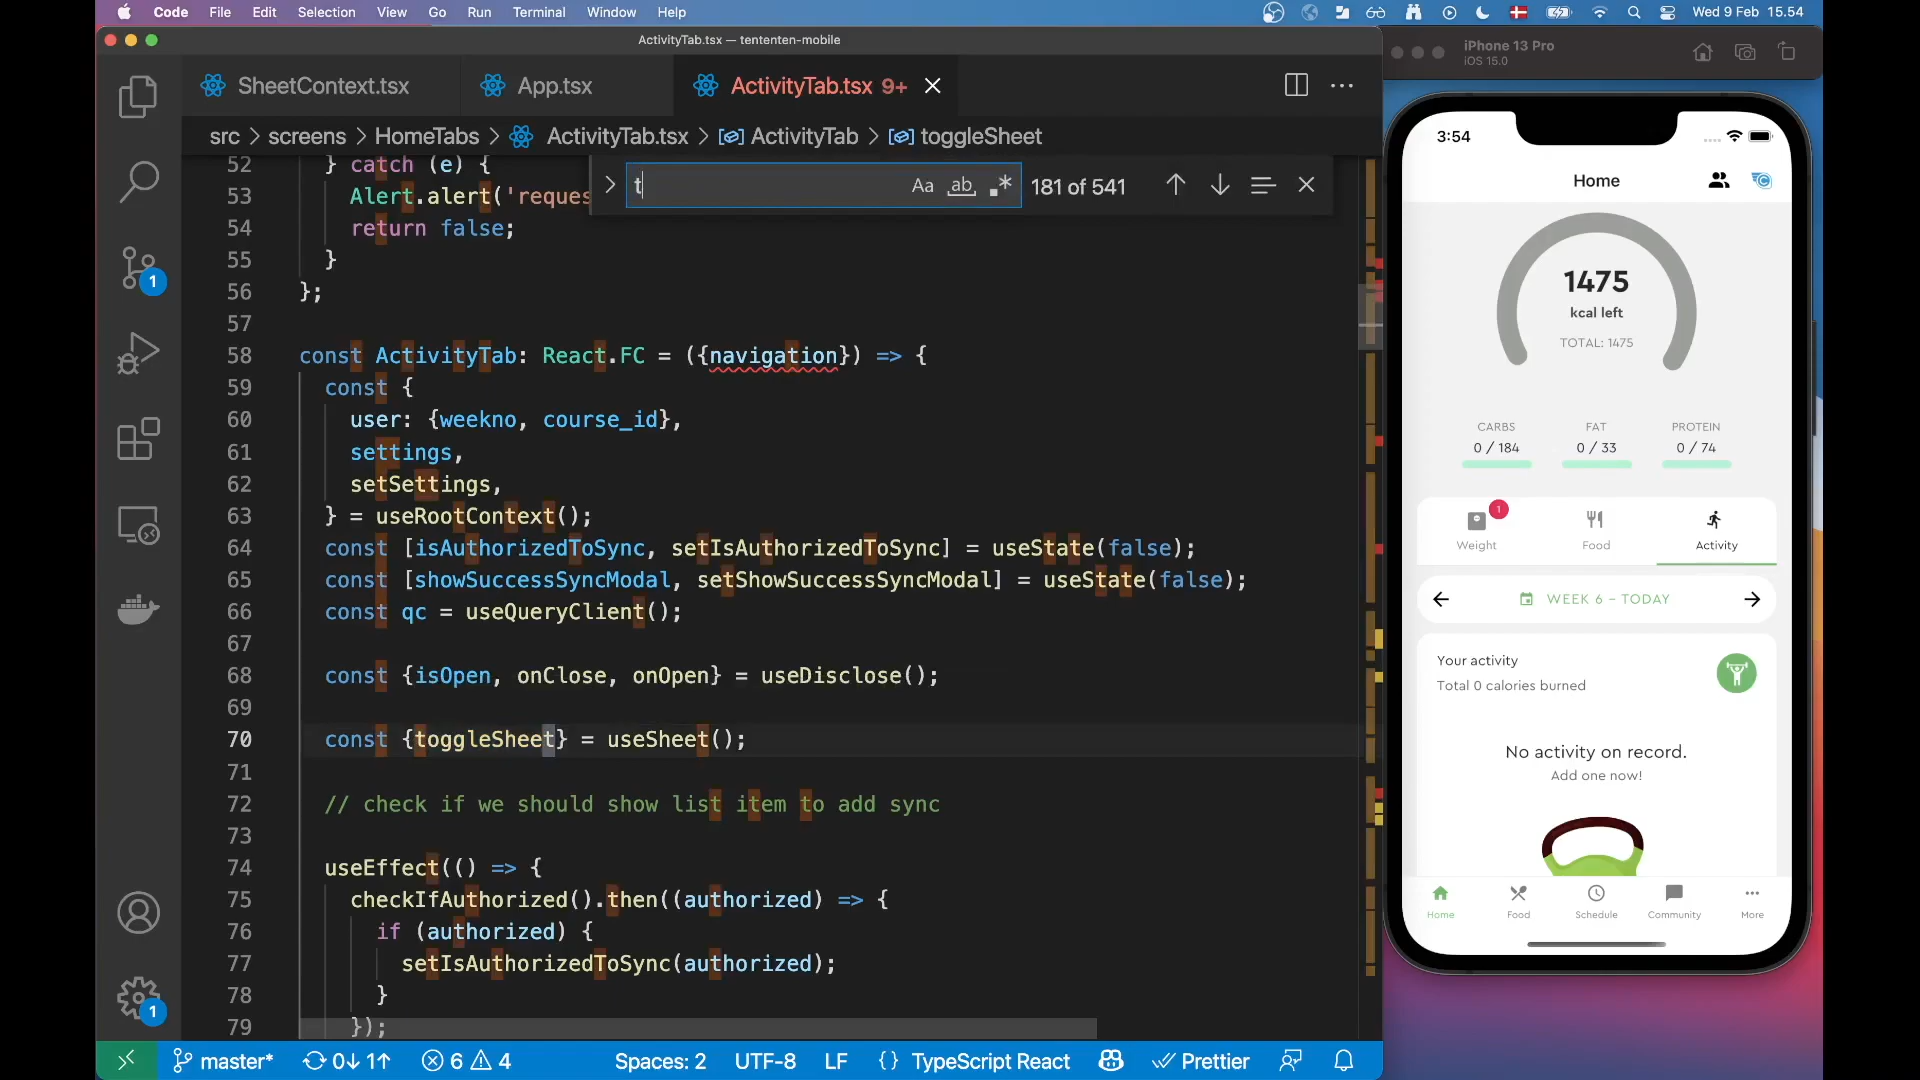 Code File Edit Selection View Go Run Terminal Window Help Wed 9 Feb 15.54
ActivityTab.tsx — tententen-mobile
SheetContext.tsx App.tsx ActivityTab.tsx 9+
src > screens > HomeTabs > ActivityTab.tsx > ActivityTab > toggleSheet
t Aa ab .* 181 of 541
52 } catch (e) {
53 Alert.alert('reques
54 return false;
55 }
56 };
57
58 const ActivityTab: React.FC = ({navigation}) => {
59 const {
60 user: {weekno, course_id},
61 settings,
62 setSettings,
63 } = useRootContext();
64 const [isAuthorizedToSync, setIsAuthorizedToSync] = useState(false);
65 const [showSuccessSyncModal, setShowSuccessSyncModal] = useState(false);
66 const qc = useQueryClient();
67
68 const {isOpen, onClose, onOpen} = useDisclose();
69
70 const {toggleSheet} = useSheet();
71
72 // check if we should show list item to add sync
73
74 useEffect(() => {
75 checkIfAuthorized().then((authorized) => {
76 if (authorized) {
77 setIsAuthorizedToSync(authorized);
78 }
79 });
1
1
master* 0↓ 1↑ 6 4 Spaces: 2 UTF-8 LF {} TypeScript React Prettier
iPhone 13 Pro
iOS 15.0
3:54
Home
1475
kcal left
TOTAL: 1475
CARBS FAT PROTEIN
0 / 184 0 / 33 0 / 74
1
Weight Food Activity
WEEK 6 - TODAY
Your activity
Total 0 calories burned
No activity on record.
Add one now!
Home Food Schedule Community More